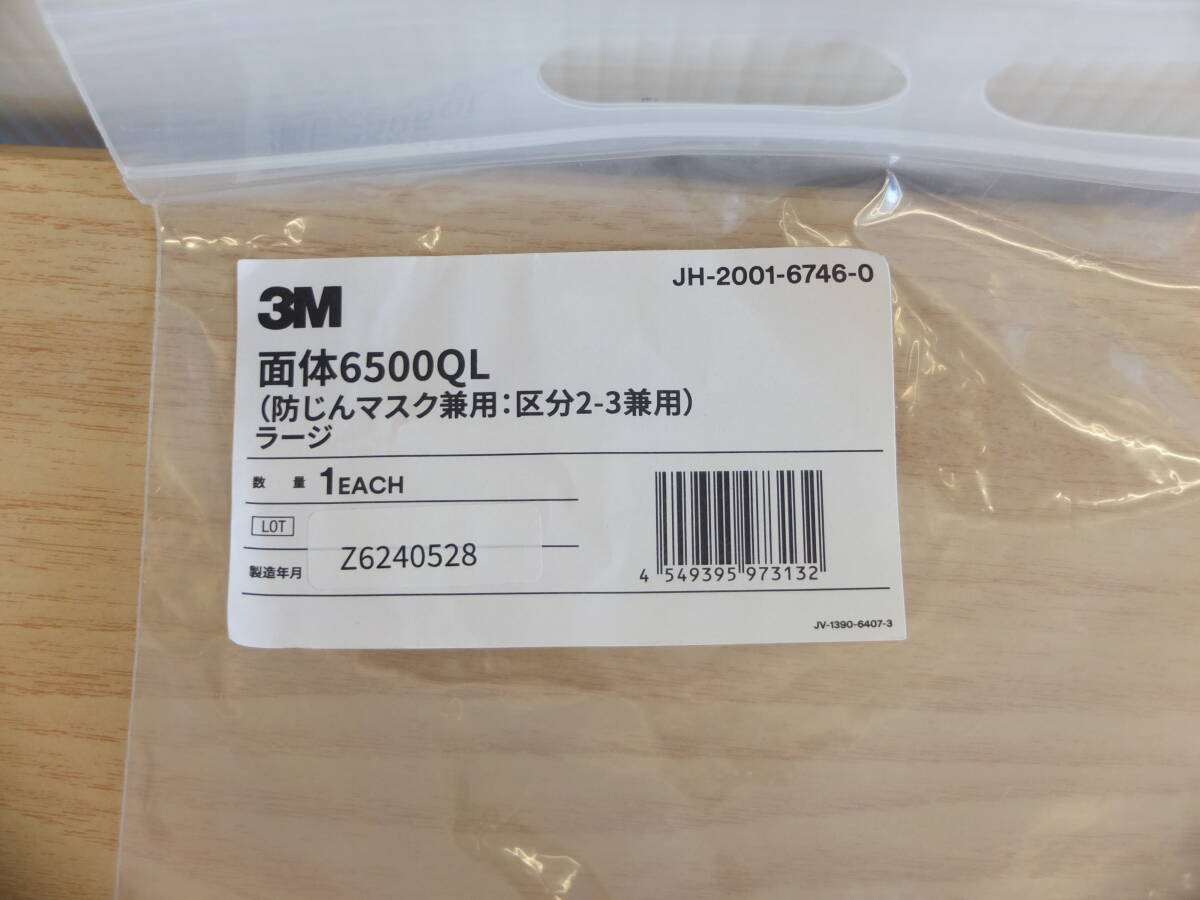 JH-2001-6746-0
3M
面体6500QL
（防じんマスク兼用：区分2-3兼用）
ラージ
数 量 1EACH
LOT
製造年月 Z6240528
4 549395 973132
JV-1390-6407-3